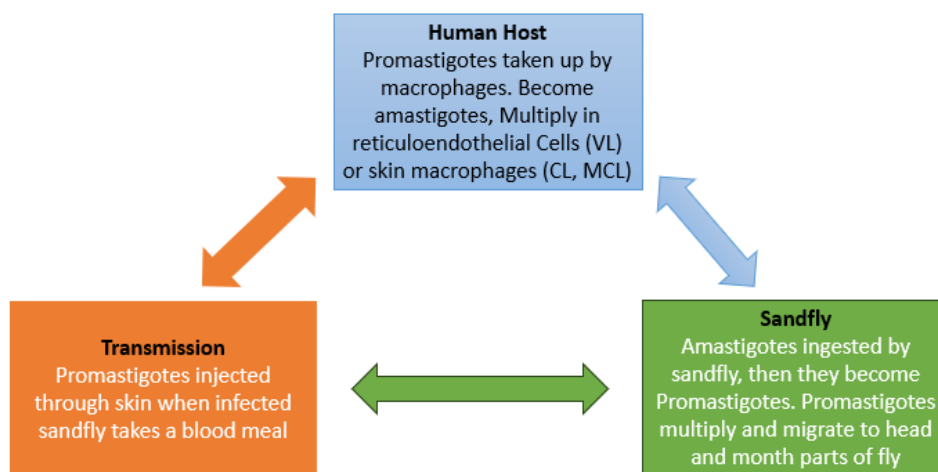 Human Host
Promastigotes taken up by
macrophages. Become
amastigotes, Multiply in
reticuloendothelial Cells (VL)
or skin macrophages (CL, MCL)
Transmission
Promastigotes injected
through skin when infected
sandfly takes a blood meal
Sandfly
Amastigotes ingested by
sandfly, then they become
Promastigotes. Promastigotes
multiply and migrate to head
and month parts of fly